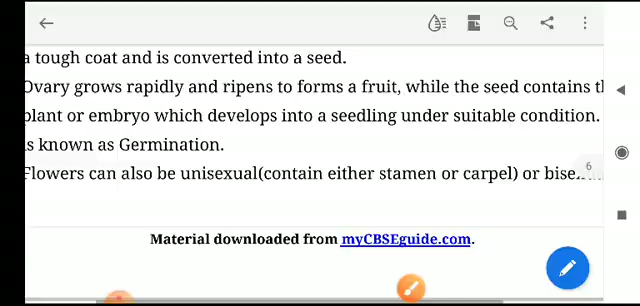 a tough coat and is converted into a seed.
Ovary grows rapidly and ripens to forms a fruit, while the seed contains
plant or embryo which develops into a seedling under suitable condition.
is known as Germination.
6
Flowers can also be unisexual(contain either stamen or carpel) or
Material downloaded from myCBSEguide.com.